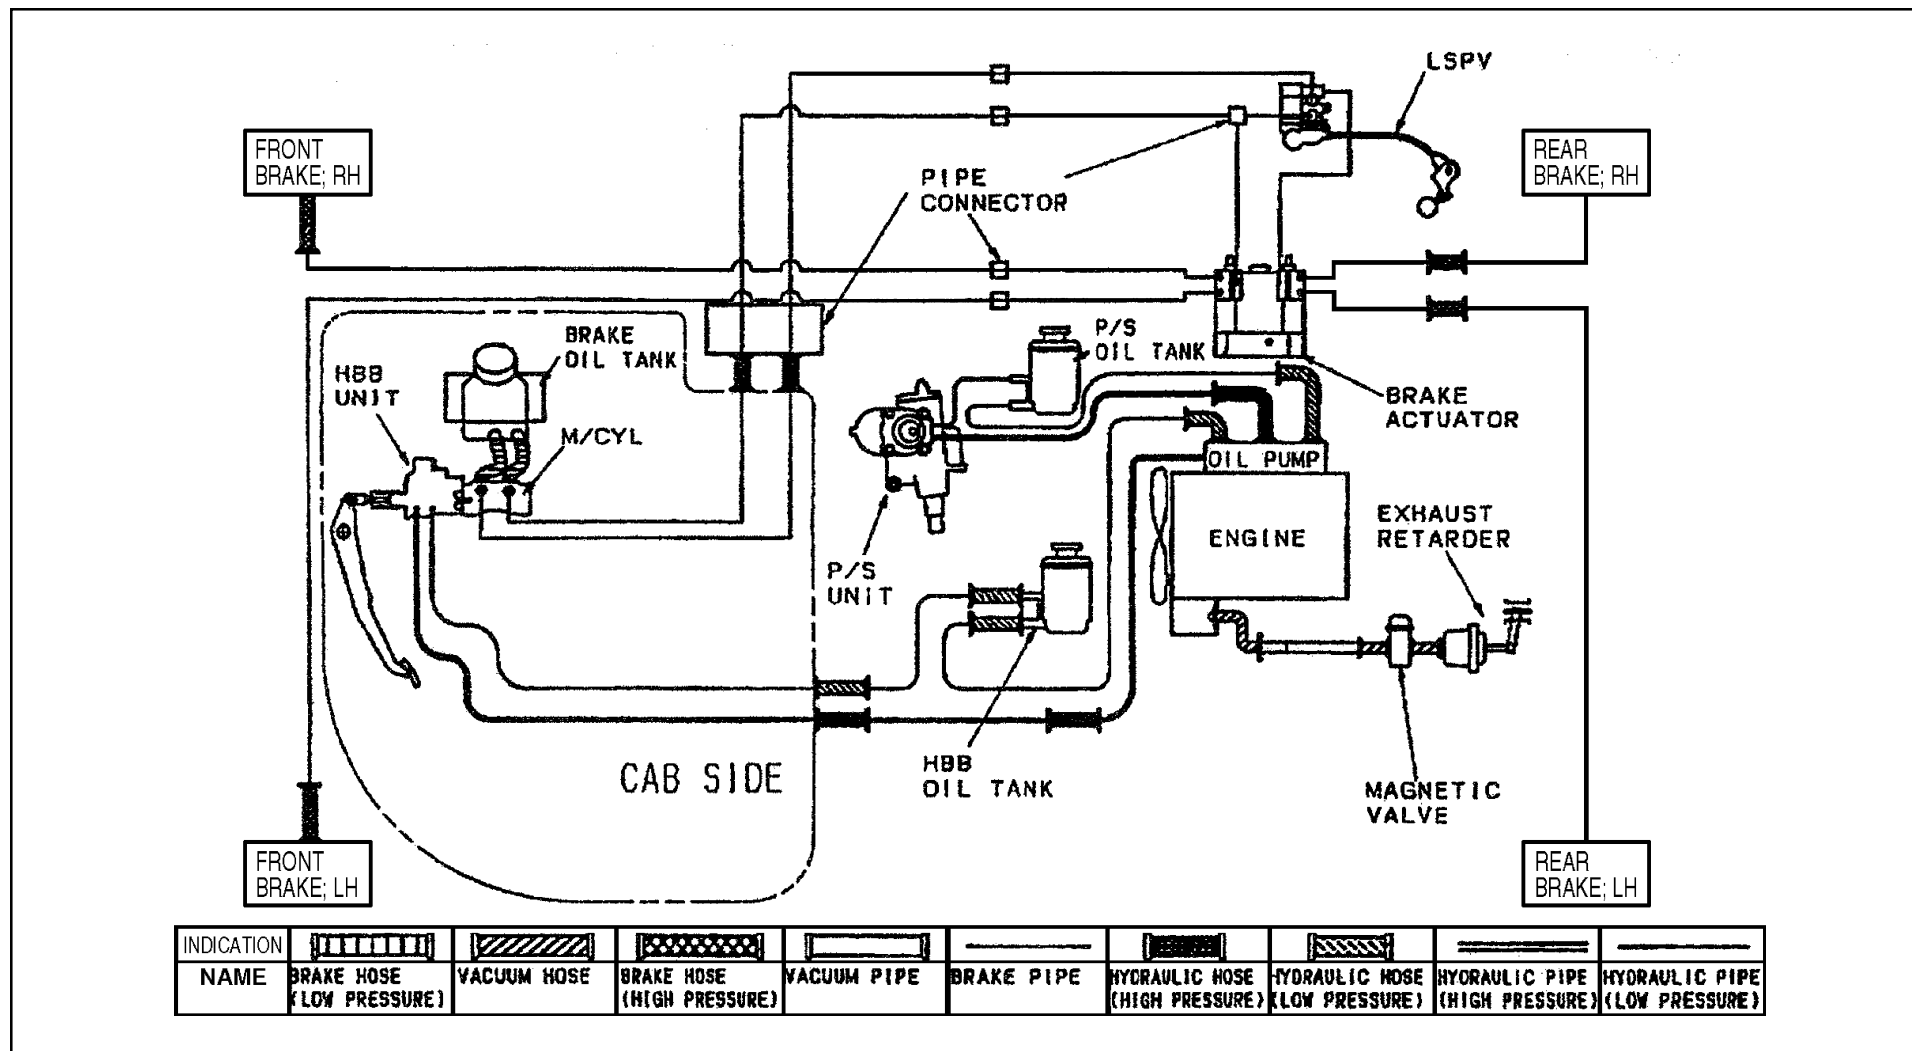 LSPV
FRONT
BRAKE; RH
REAR
BRAKE; RH
PIPE
CONNECTOR
BRAKE
OIL TANK
P/S
OIL TANK
HBB
UNIT
BRAKE
ACTUATOR
M/CYL
OIL PUMP
EXHAUST
RETARDER
ENGINE
P/S
UNIT
HBB
OIL TANK
CAB SIDE
MAGNETIC
VALVE
FRONT
BRAKE; LH
REAR
BRAKE; LH
INDICATION
NAME
BRAKE HOSE
(LOW PRESSURE)
VACUUM HOSE
BRAKE HOSE
(HIGH PRESSURE)
VACUUM PIPE
BRAKE PIPE
HYDRAULIC HOSE
(HIGH PRESSURE)
HYDRAULIC HOSE
(LOW PRESSURE)
HYDRAULIC PIPE
(HIGH PRESSURE)
HYDRAULIC PIPE
(LOW PRESSURE)